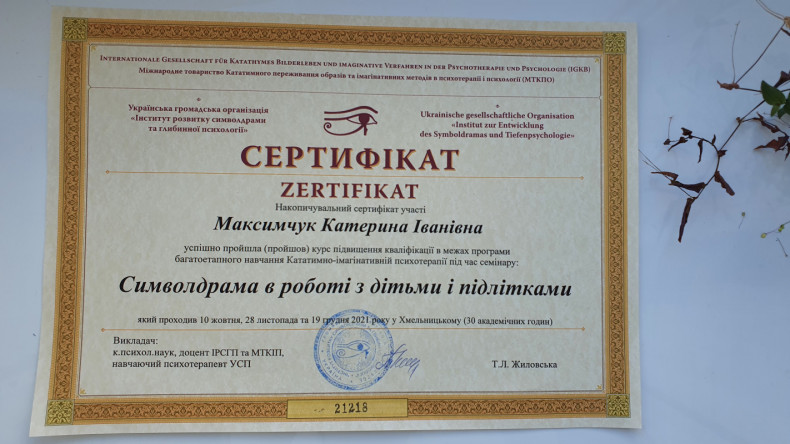 Internationale Gesellschaft für Katathymes Bilderleben und imaginative Verfahren in der Psychotherapie und Psychologie (IGKB)
Міжнародне товариство Кататимного переживання образів та імагінативних методів в психотерапії і психології (МТКПО)
Українська громадська організація
«Інститут розвитку символдрами
та глибинної психології»
Ukrainische gesellschaftliche Organisation
«Institut zur Entwicklung
des Symboldramas und Tiefenpsychologie»
СЕРТИФІКАТ
ZERTIFIKAT
Накопичувальний сертифікат участі
Максимчук Катерина Іванівна
успішно пройшла (пройшов) курс підвищення кваліфікації в межах програми
багатоетапного навчання Кататимно-імагінативній психотерапії під час семінару:
Символдрама в роботі з дітьми і підлітками
який проходив 10 жовтня, 28 листопада та 19 грудня 2021 року у Хмельницькому (30 академічних годин)
Викладач:
к.психол.наук, доцент ІРСГП та МТКІП,
навчаючий психотерапевт УСП
Т.Л. Жиловська
21218